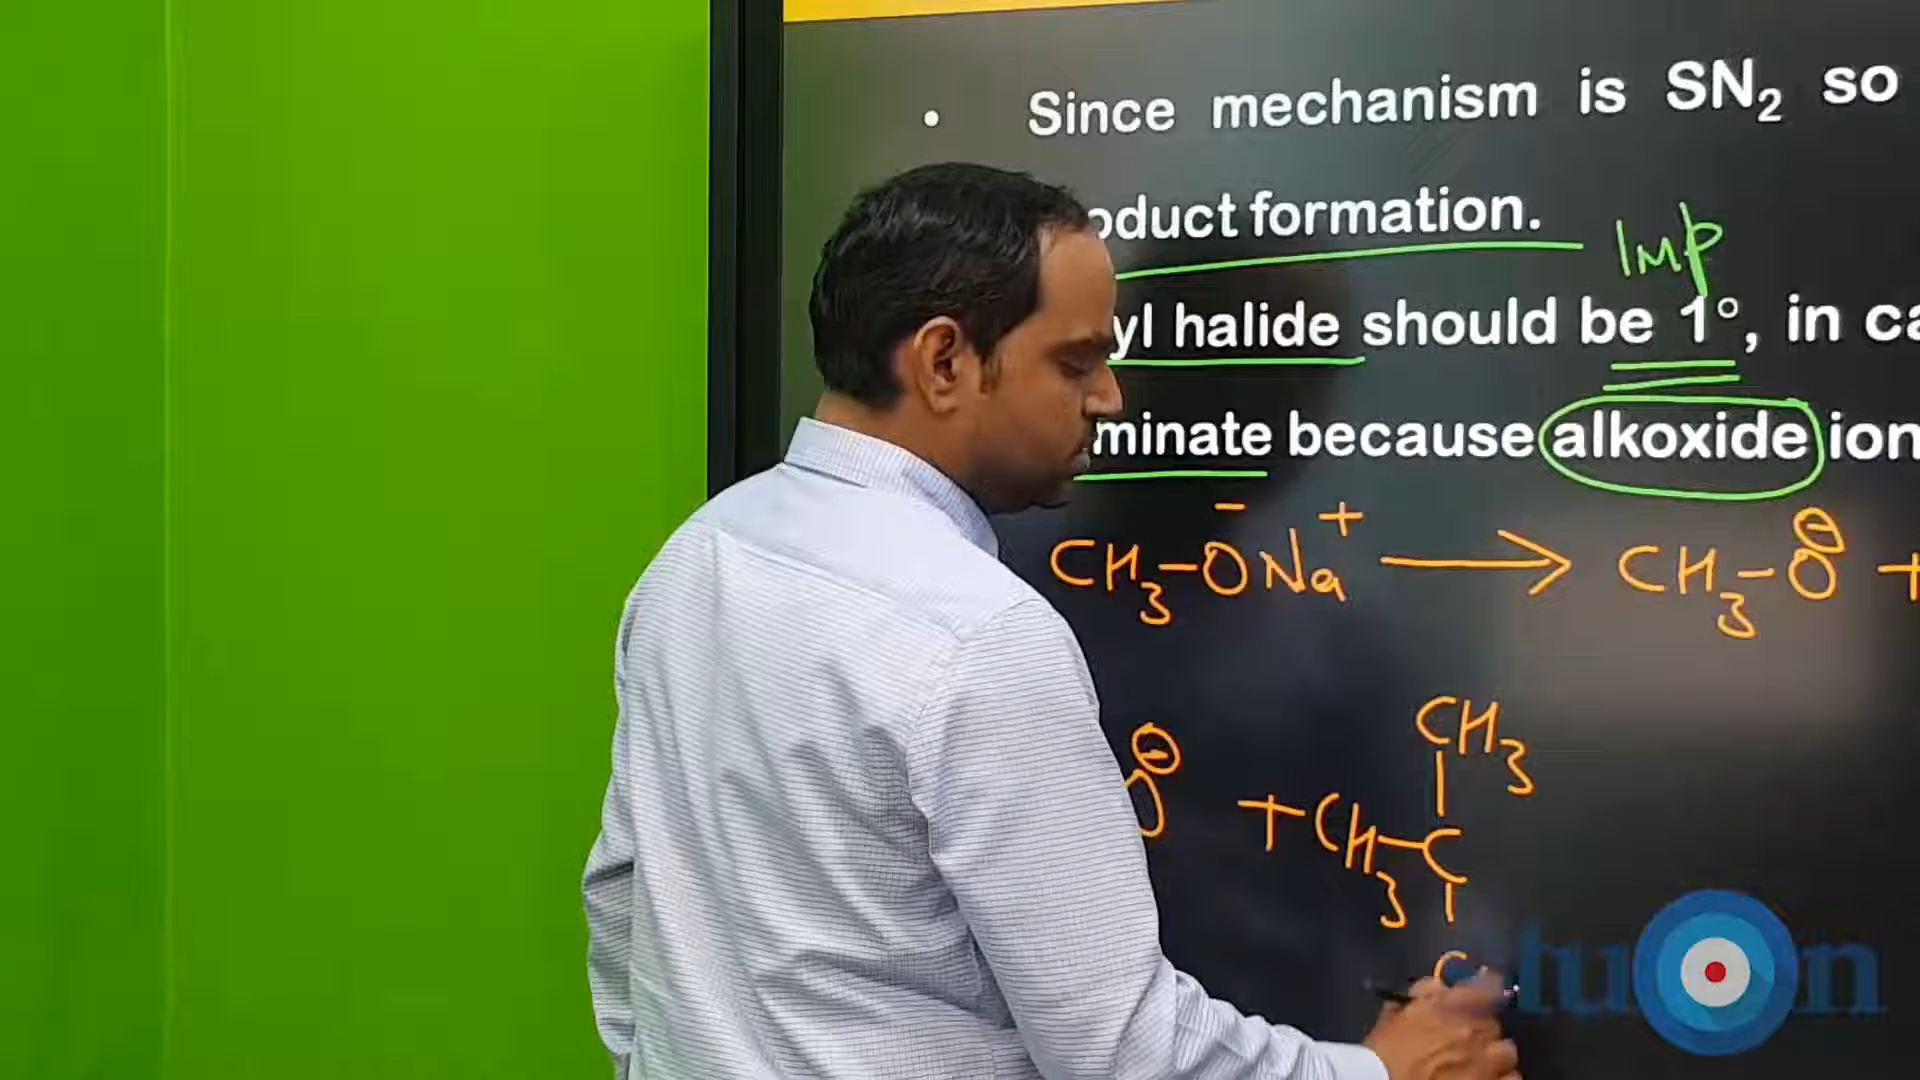 • Since mechanism is SN₂ so
product formation.
Imp
yl halide should be 1°, in ca
minate because alkoxide ion
CH₃-O⁻Na⁺ → CH₃-O⊖ +
CH₃
O⊖ + CH₃-C
C